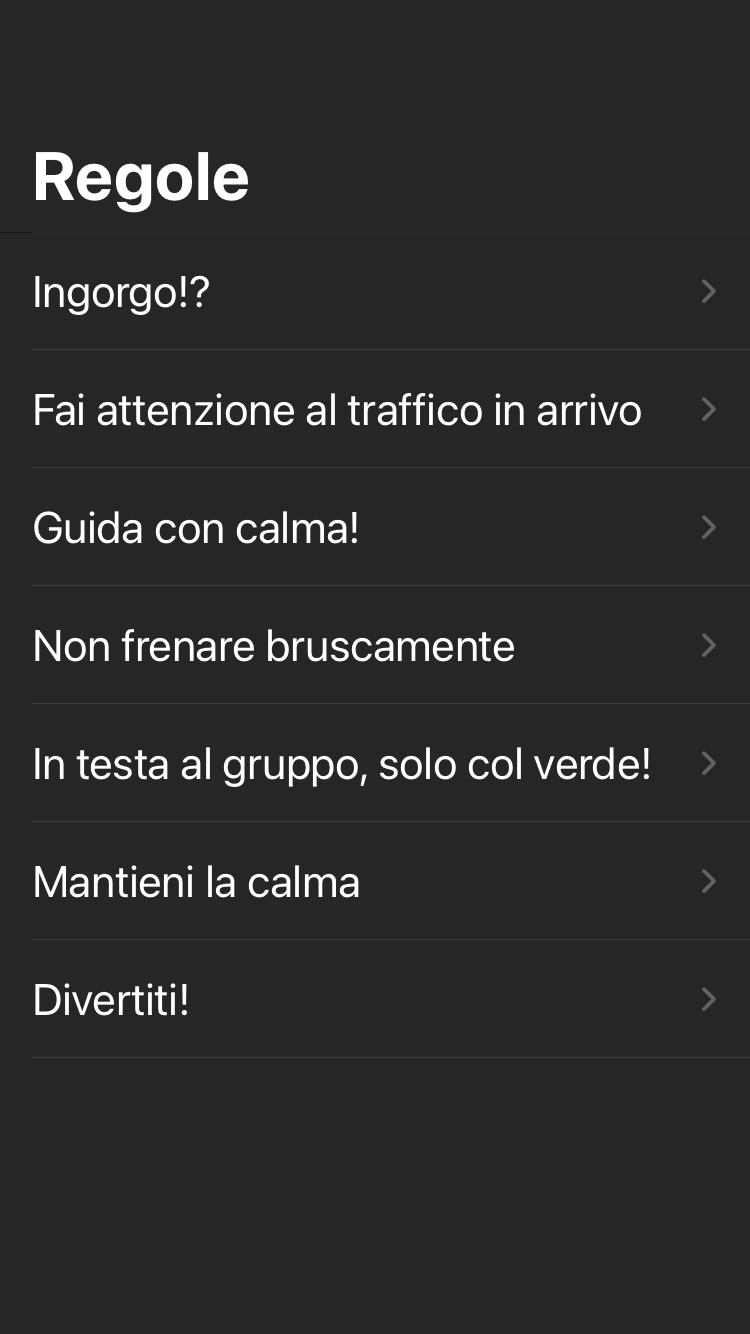 Regole
Ingorgo!?
Fai attenzione al traffico in arrivo
Guida con calma!
Non frenare bruscamente
In testa al gruppo, solo col verde!
Mantieni la calma
Divertiti!